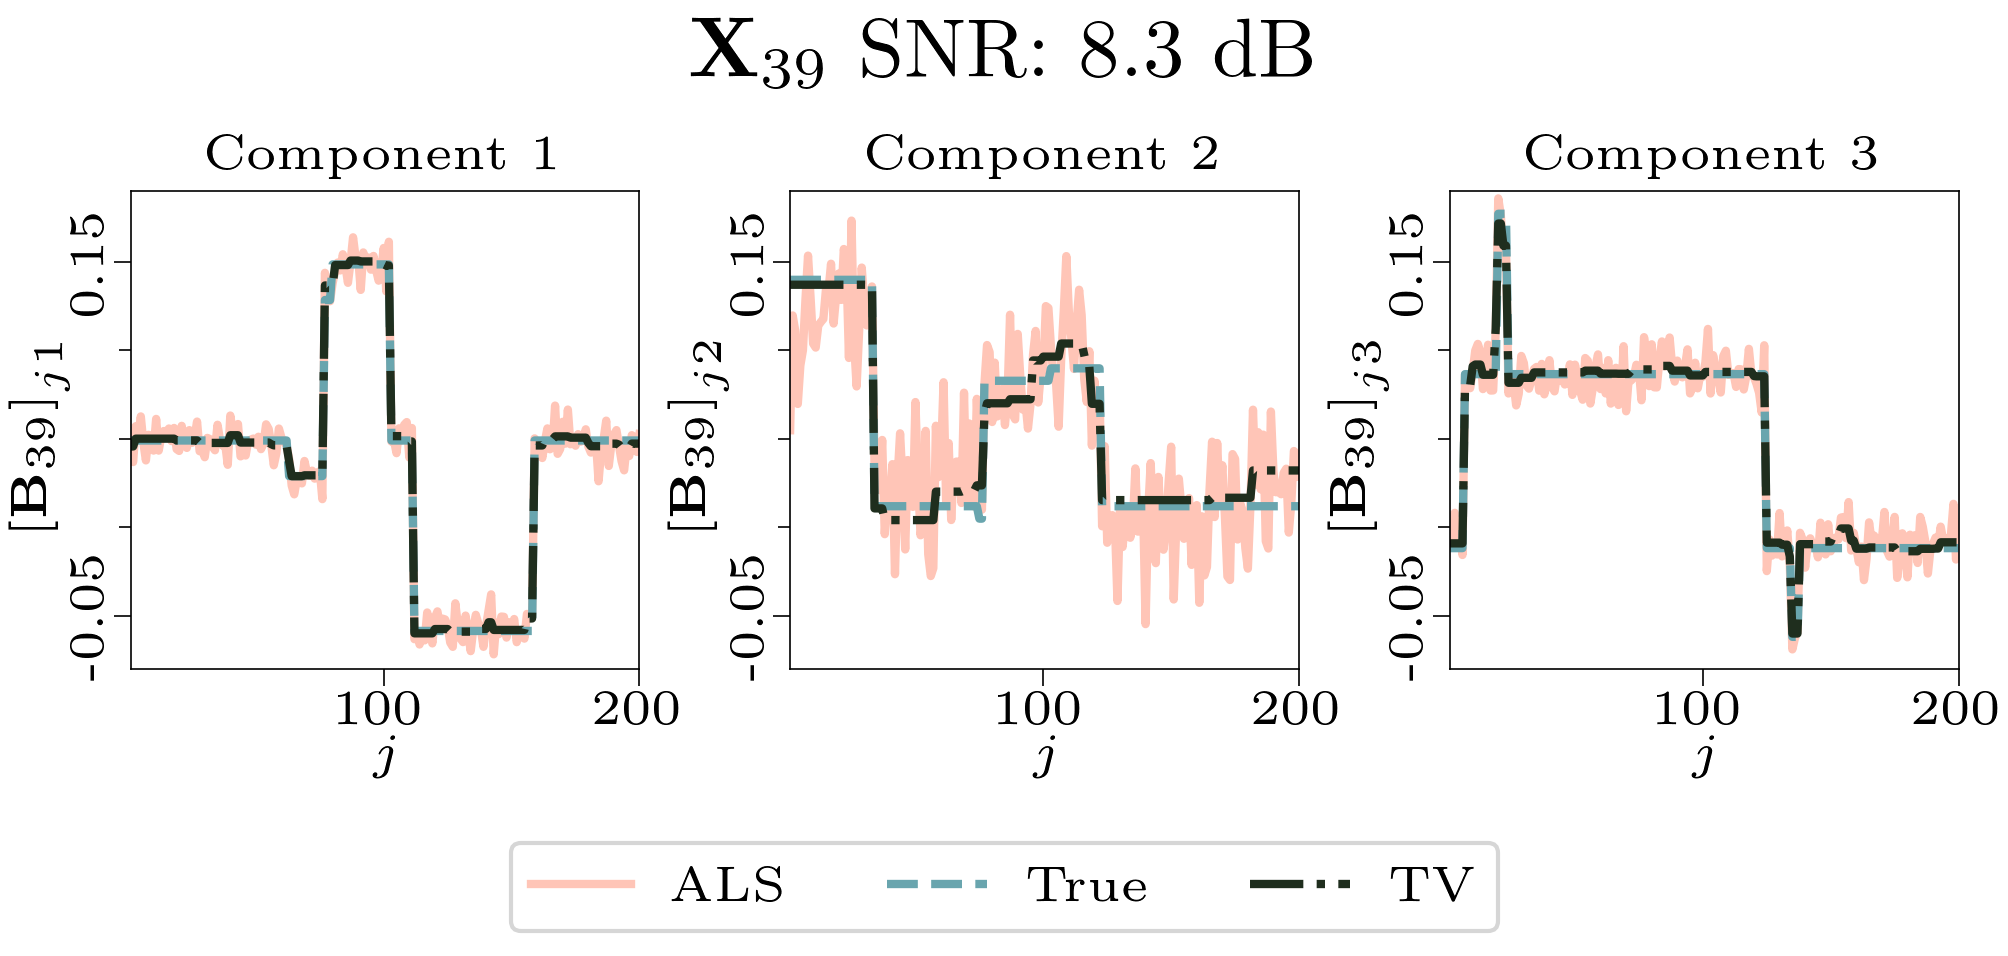 X39 SNR: 8.3 dB
Component 1
Component 2
Component 3
[B39]j1
0.15
-0.05
100
200
j
[B39]j2
0.15
-0.05
100
200
j
[B39]j3
0.15
-0.05
100
200
j
ALS
True
TV